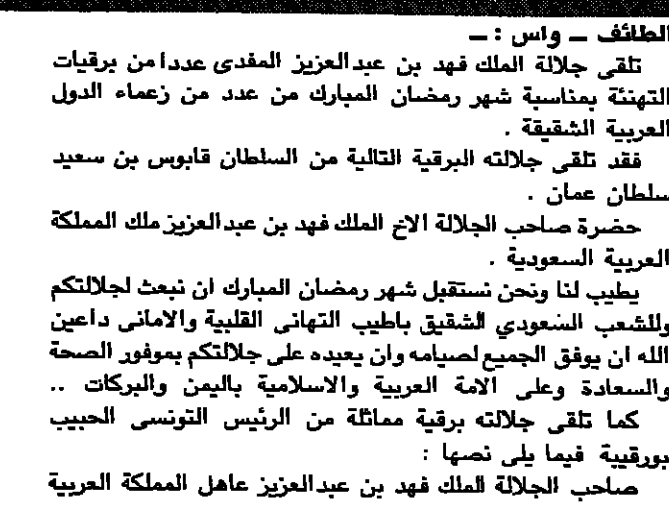 الطائف ــ واس : ــ
تلقى جلالة الملك فهد بن عبدالعزيز المفدى عددا من برقيات
التهنئة بمناسبة شهر رمضان المبارك من عدد من زعماء الدول
العربية الشقيقة .
فقد تلقى جلالته البرقية التالية من السلطان قابوس بن سعيد
سلطان عمان .
حضرة صاحب الجلالة الاخ الملك فهد بن عبدالعزيز ملك المملكة
العربية السعودية .
يطيب لنا ونحن نستقبل شهر رمضان المبارك ان نبعث لجلالتكم
وللشعب السعودي الشقيق باطيب التهانى القلبية والامانى داعين
الله ان يوفق الجميع لصيامه وان يعيده على جلالتكم بموفور الصحة
والسعادة وعلى الامة العربية والاسلامية باليمن والبركات ..
كما تلقى جلالته برقية مماثلة من الرئيس التونسى الحبيب
بورقيبة فيما يلى نصها :
صاحب الجلالة الملك فهد بن عبدالعزيز عاهل المملكة العربية